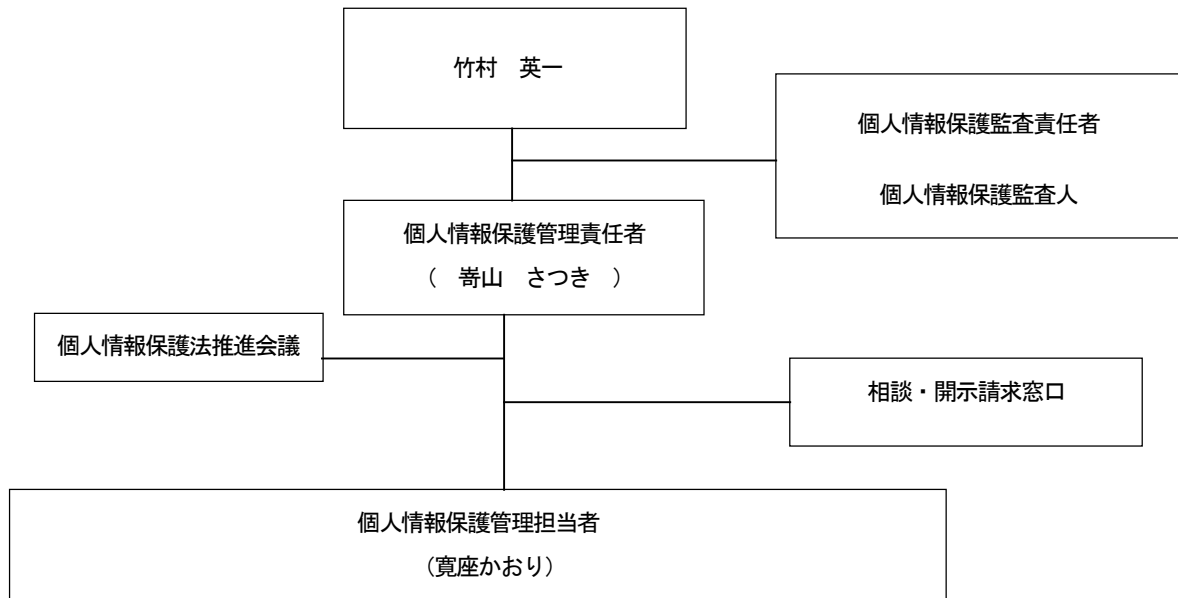 竹村　英一
個人情報保護監査責任者
個人情報保護監査人
個人情報保護管理責任者
（　嵜山　さつき　）
個人情報保護法推進会議
相談・開示請求窓口
個人情報保護管理担当者
（寛座かおり）